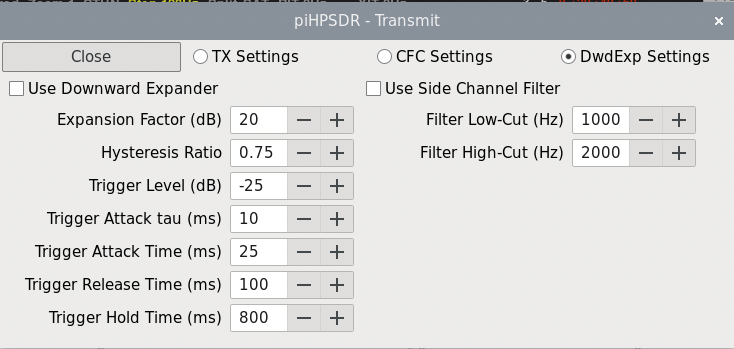 piHPSDR - Transmit
Close TX Settings CFC Settings DwdExp Settings
Use Downward Expander Use Side Channel Filter
Expansion Factor (dB) 20 Filter Low-Cut (Hz) 1000
Hysteresis Ratio 0.75 Filter High-Cut (Hz) 2000
Trigger Level (dB) -25
Trigger Attack tau (ms) 10
Trigger Attack Time (ms) 25
Trigger Release Time (ms) 100
Trigger Hold Time (ms) 800